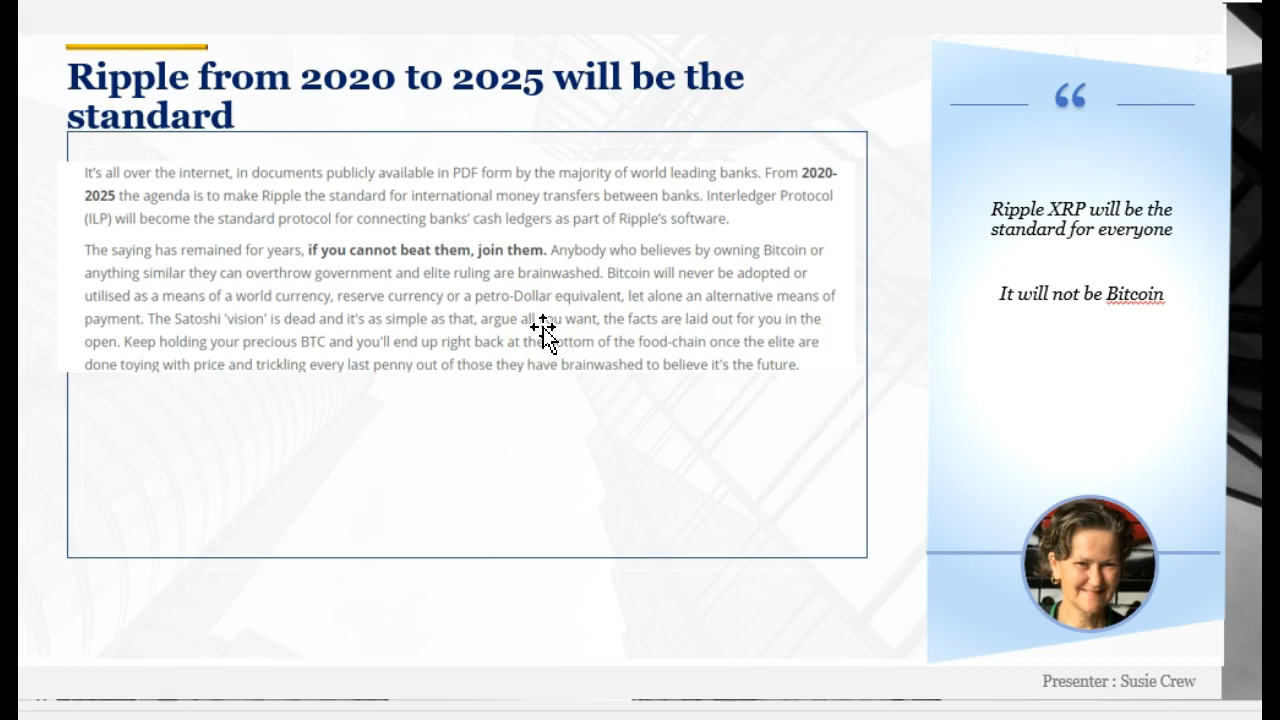 Ripple from 2020 to 2025 will be the
standard
It's all over the internet, in documents publicly available in PDF form by the majority of world leading banks. From 2020-
2025 the agenda is to make Ripple the standard for international money transfers between banks. Interledger Protocol
(ILP) will become the standard protocol for connecting banks' cash ledgers as part of Ripple's software.
The saying has remained for years, if you cannot beat them, join them. Anybody who believes by owning Bitcoin or
anything similar they can overthrow government and elite ruling are brainwashed. Bitcoin will never be adopted or
utilised as a means of a world currency, reserve currency or a petro-Dollar equivalent, let alone an alternative means of
payment. The Satoshi 'vision' is dead and it's as simple as that, argue all you want, the facts are laid out for you in the
open. Keep holding your precious BTC and you'll end up right back at the bottom of the food-chain once the elite are
done toying with price and trickling every last penny out of those they have brainwashed to believe it's the future.
“
Ripple XRP will be the
standard for everyone
It will not be Bitcoin
Presenter : Susie Crew